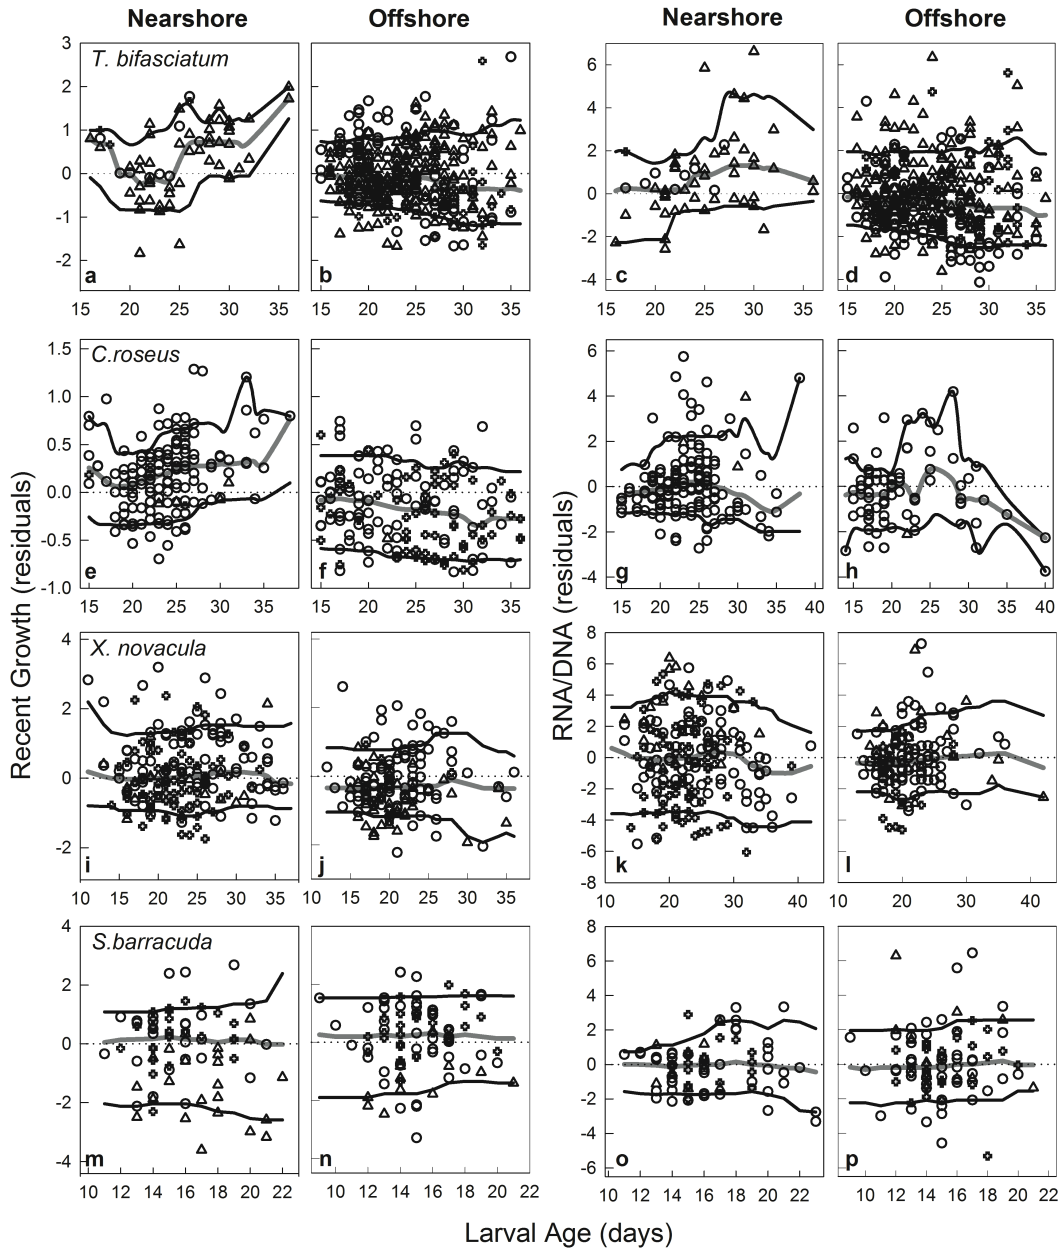 Nearshore Offshore Nearshore Offshore
T. bifasciatum
3 2 1 0 -1 -2
6 4 2 0 -2 -4
a b c d
15 20 25 30 35 15 20 25 30 35 15 20 25 30 35 15 20 25 30 35
C.roseus
1.5 1.0 0.5 0.0 -0.5 -1.0
6 4 2 0 -2 -4
e f g h
15 20 25 30 35 15 20 25 30 35 15 20 25 30 35 40 15 20 25 30 35 40
Recent Growth (residuals)
RNA/DNA (residuals)
X. novacula
4 2 0 -2
8 6 4 2 0 -2 -4 -6 -8
i j k l
10 15 20 25 30 35 10 15 20 25 30 35 10 20 30 40 10 20 30 40
S.barracuda
4 2 0 -2 -4
8 6 4 2 0 -2 -4 -6
m n o p
10 12 14 16 18 20 22 10 12 14 16 18 20 22 10 12 14 16 18 20 22 10 12 14 16 18 20 22
Larval Age (days)